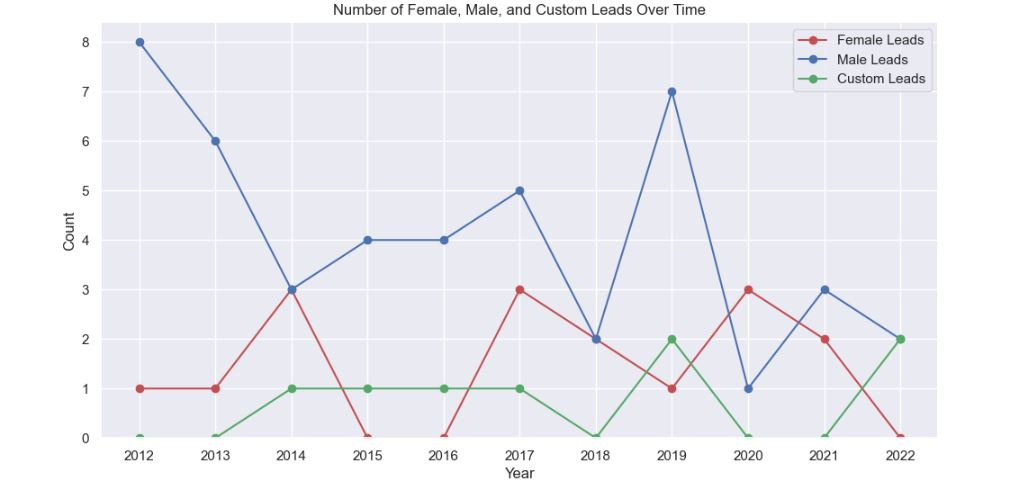 Number of Female, Male, and Custom Leads Over Time
Female Leads
Male Leads
Custom Leads
8
7
6
5
4
3
2
1
0
Count
2012 2013 2014 2015 2016 2017 2018 2019 2020 2021 2022
Year